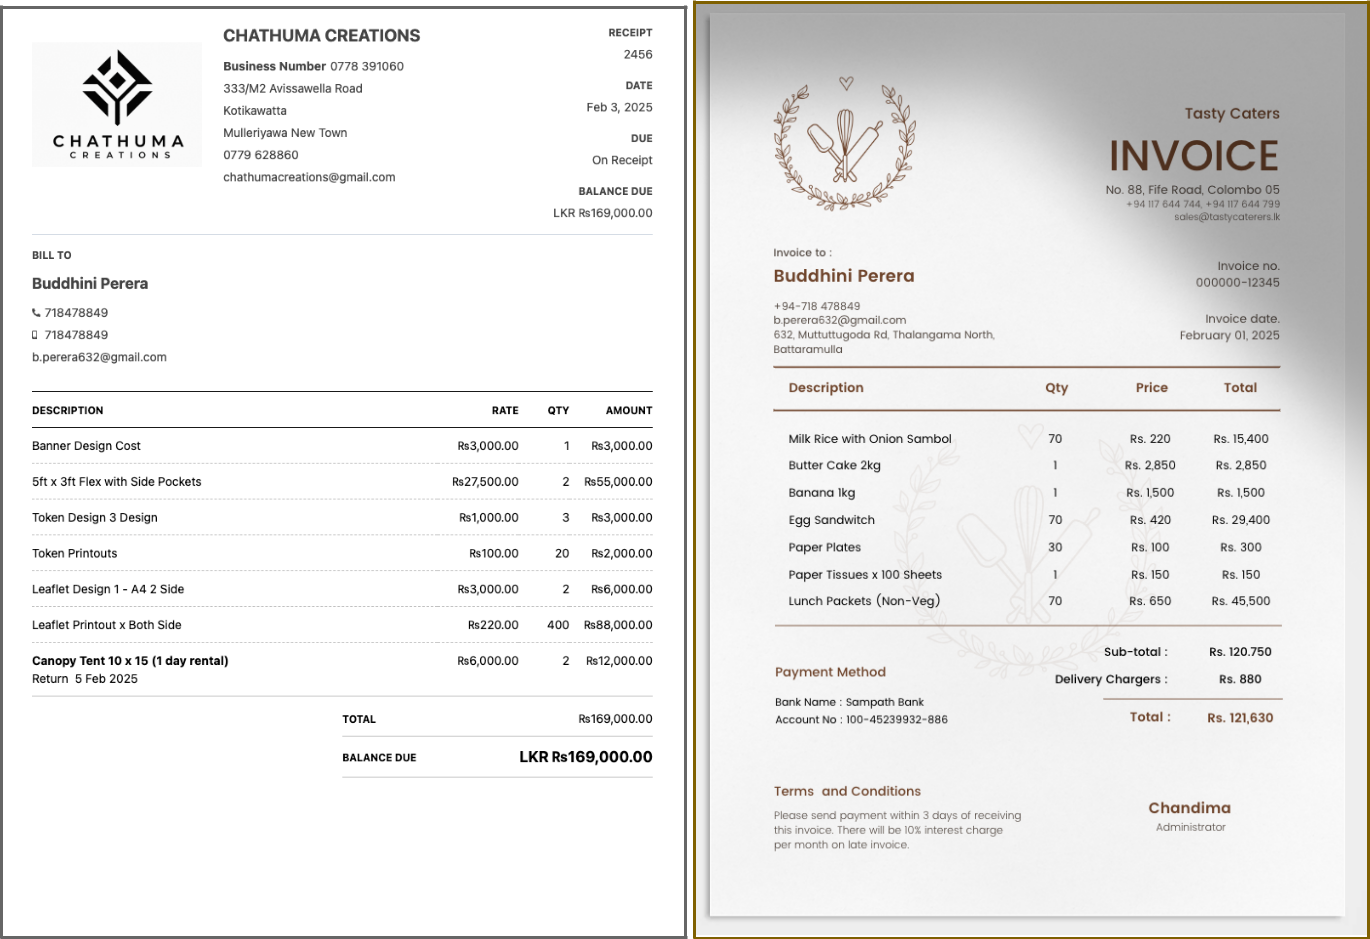 CHATHUMA
CREATIONS
CHATHUMA CREATIONS
Business Number 0778 391060
333/M2 Avissawella Road
Kotikawatta
Mulleriyawa New Town
0779 628860
chathumacreations@gmail.com
RECEIPT
2456
DATE
Feb 3, 2025
DUE
On Receipt
BALANCE DUE
LKR Rs169,000.00
BILL TO
Buddhini Perera
718478849
718478849
b.perera632@gmail.com
DESCRIPTION RATE QTY AMOUNT
Banner Design Cost Rs3,000.00 1 Rs3,000.00
5ft x 3ft Flex with Side Pockets Rs27,500.00 2 Rs55,000.00
Token Design 3 Design Rs1,000.00 3 Rs3,000.00
Token Printouts Rs100.00 20 Rs2,000.00
Leaflet Design 1 - A4 2 Side Rs3,000.00 2 Rs6,000.00
Leaflet Printout x Both Side Rs220.00 400 Rs88,000.00
Canopy Tent 10 x 15 (1 day rental) Rs6,000.00 2 Rs12,000.00
Return 5 Feb 2025
TOTAL Rs169,000.00
BALANCE DUE LKR Rs169,000.00
Tasty Caters
INVOICE
No. 88, Fife Road, Colombo 05
+94 117 644 744, +94 117 644 799
sales@tastycaterers.lk
Invoice to :
Buddhini Perera
+94-718 478849
b.perera632@gmail.com
632, Muttuttugoda Rd, Thalangama North,
Battaramulla
Invoice no.
000000-12345
Invoice date.
February 01, 2025
Description Qty Price Total
Milk Rice with Onion Sambol 70 Rs. 220 Rs. 15,400
Butter Cake 2kg 1 Rs. 2,850 Rs. 2,850
Banana 1kg 1 Rs. 1,500 Rs. 1,500
Egg Sandwitch 70 Rs. 420 Rs. 29,400
Paper Plates 30 Rs. 100 Rs. 300
Paper Tissues x 100 Sheets 1 Rs. 150 Rs. 150
Lunch Packets (Non-Veg) 70 Rs. 650 Rs. 45,500
Sub-total : Rs. 120.750
Delivery Chargers : Rs. 880
Total : Rs. 121,630
Payment Method
Bank Name : Sampath Bank
Account No : 100-45239932-886
Terms and Conditions
Please send payment within 3 days of receiving
this invoice. There will be 10% interest charge
per month on late invoice.
Chandima
Administrator